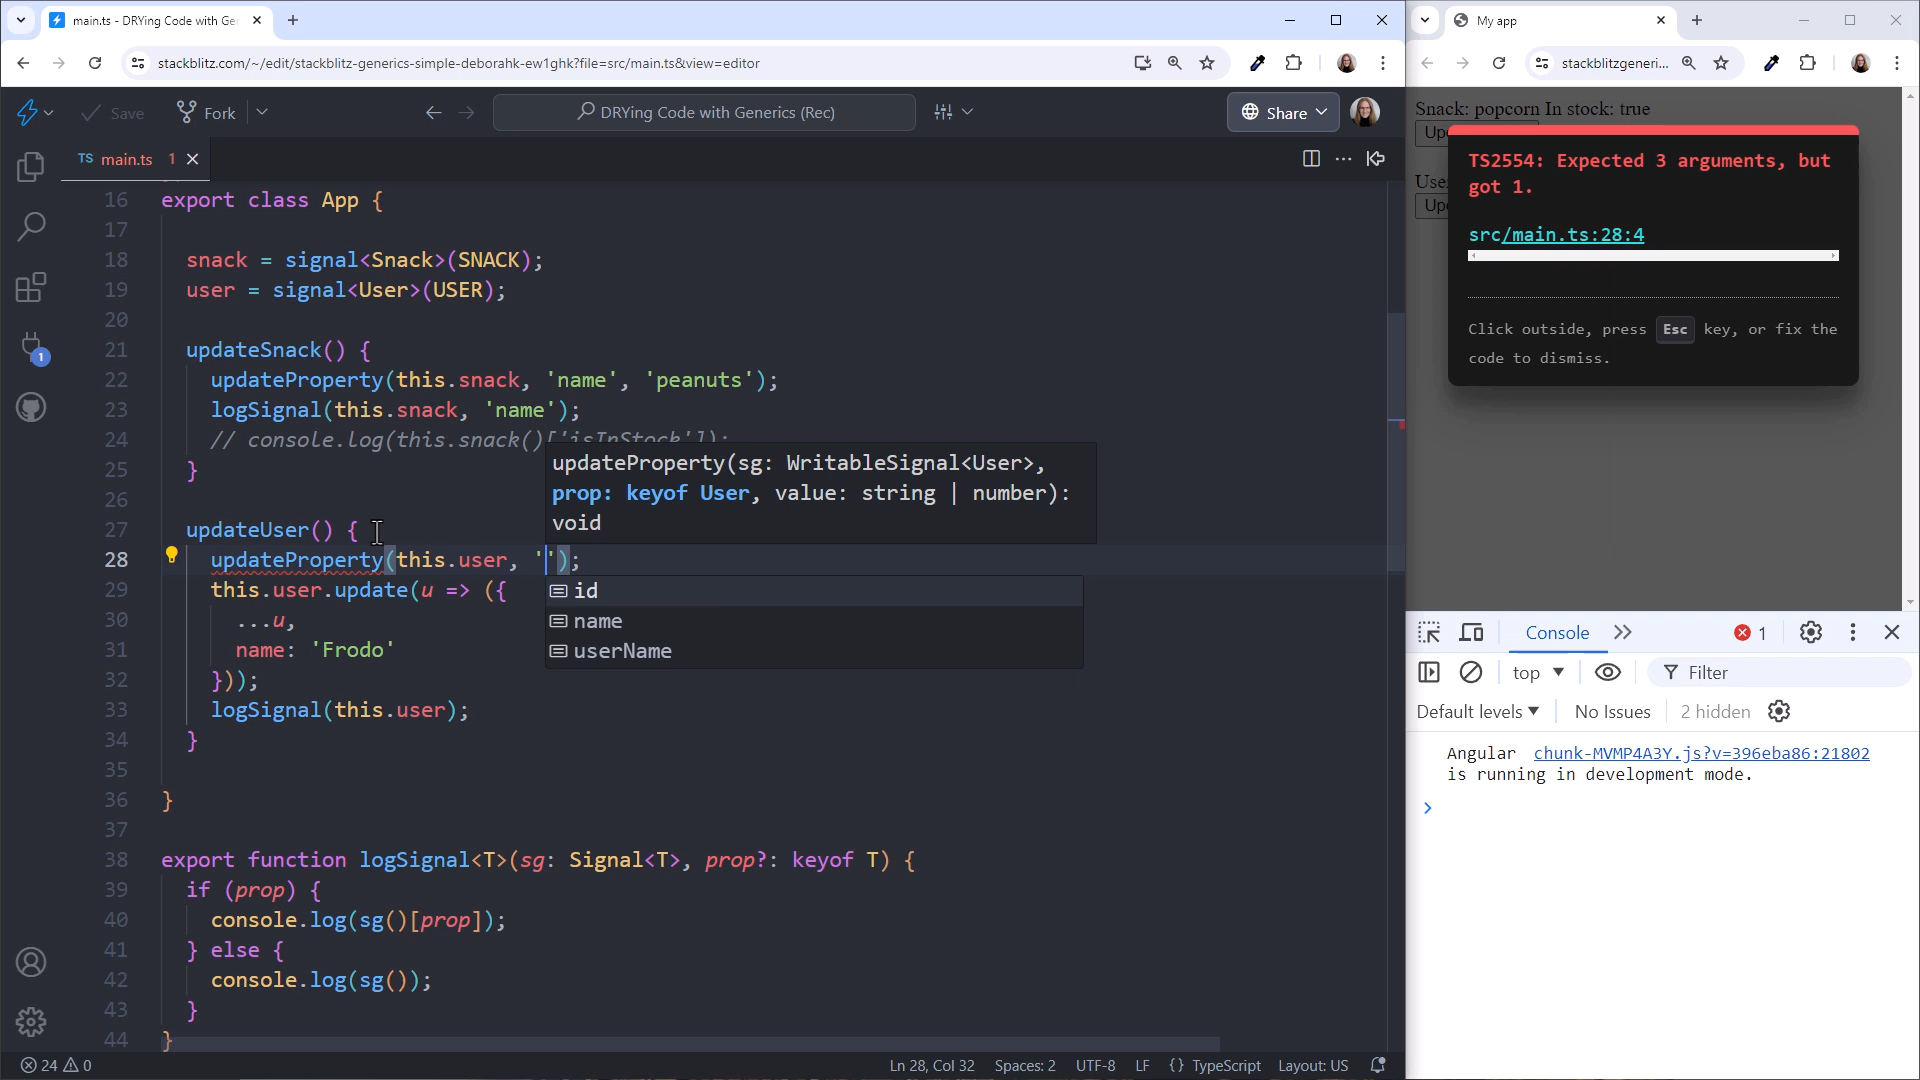 main.ts - DRYing Code with Ge
stackblitz.com/~/edit/stackblitz-generics-simple-deborahk-ew1ghk?file=src/main.ts&view=editor
Save
Fork
DRYing Code with Generics (Rec)
Share
TS main.ts 1
16 export class App {
17
18 snack = signal<Snack>(SNACK);
19 user = signal<User>(USER);
20
21 updateSnack() {
22 updateProperty(this.snack, 'name', 'peanuts');
23 logSignal(this.snack, 'name');
24 // console.log(this.snack()['isInStock']);
25 }
26
27 updateUser() {
28 updateProperty(this.user, '');
29 this.user.update(u => ({
30 ...u,
31 name: 'Frodo'
32 }));
33 logSignal(this.user);
34 }
35
36 }
37
38 export function logSignal<T>(sg: Signal<T>, prop?: keyof T) {
39 if (prop) {
40 console.log(sg()[prop]);
41 } else {
42 console.log(sg());
43 }
44 }
updateProperty(sg: WritableSignal<User>,
prop: keyof User, value: string | number):
void
id
name
userName
1
24 0
Ln 28, Col 32
Spaces: 2
UTF-8
LF
{} TypeScript
Layout: US
My app
stackblitzgeneri...
Snack: popcorn In stock: true
Up
User
Up
TS2554: Expected 3 arguments, but
got 1.
src/main.ts:28:4
Click outside, press Esc key, or fix the
code to dismiss.
Console
1
top
Filter
Default levels
No Issues
2 hidden
Angular chunk-MVMP4A3Y.js?v=396eba86:21802
is running in development mode.